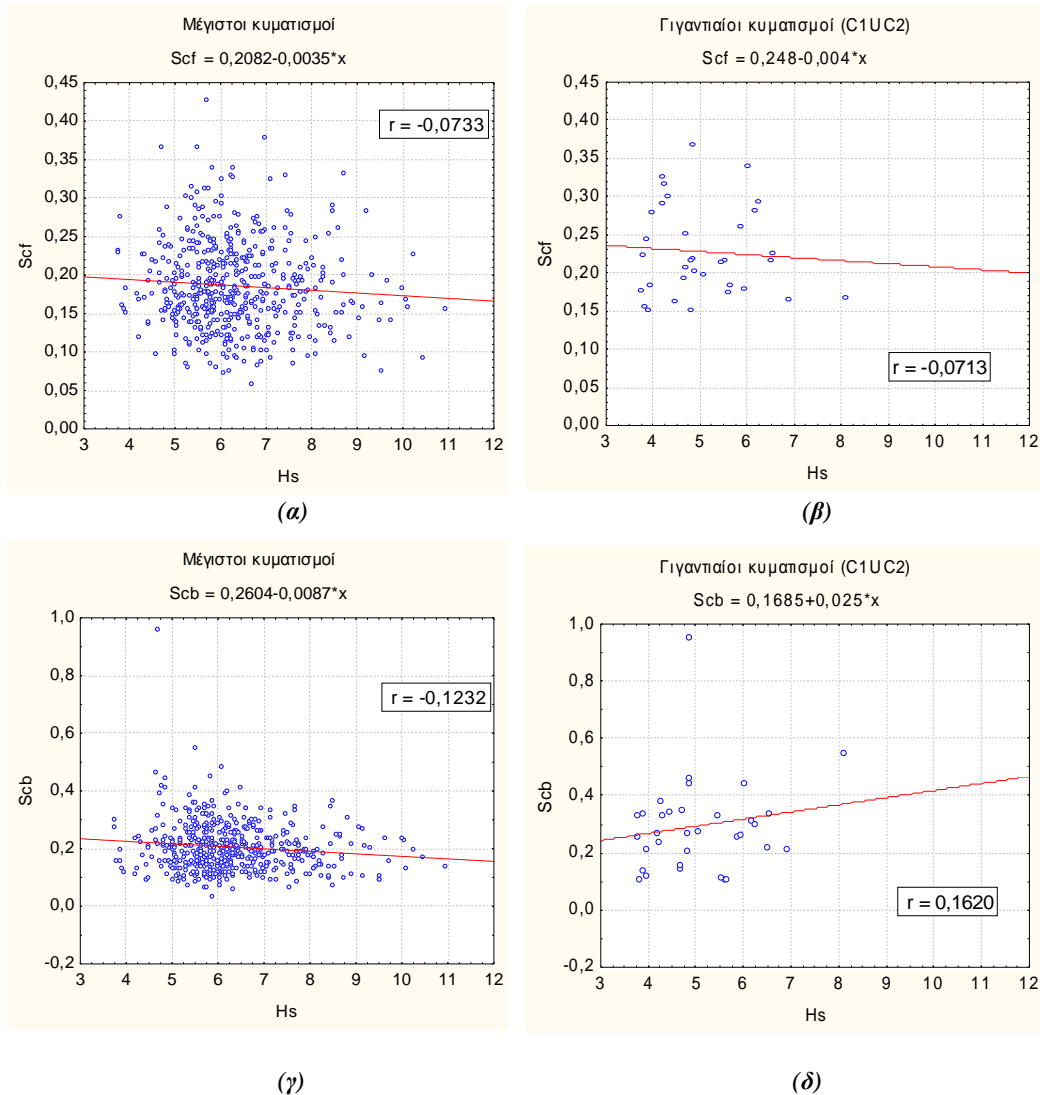 Μέγιστοι κυματισμοί
Scf = 0,2082-0,0035*x
0,45
0,40
0,35
0,30
0,25
0,20
0,15
0,10
0,05
0,00
Scf
r = -0,0733
3 4 5 6 7 8 9 10 11 12
Hs
(α)
Γιγαντιαίοι κυματισμοί (C1UC2)
Scf = 0,248-0,004*x
0,45
0,40
0,35
0,30
0,25
0,20
0,15
0,10
0,05
0,00
Scf
r = -0,0713
3 4 5 6 7 8 9 10 11 12
Hs
(β)
Μέγιστοι κυματισμοί
Scb = 0,2604-0,0087*x
1,0
0,8
0,6
0,4
0,2
0,0
-0,2
Scb
r = -0,1232
3 4 5 6 7 8 9 10 11 12
Hs
(γ)
Γιγαντιαίοι κυματισμοί (C1UC2)
Scb = 0,1685+0,025*x
1,0
0,8
0,6
0,4
0,2
0,0
-0,2
Scb
r = 0,1620
3 4 5 6 7 8 9 10 11 12
Hs
(δ)